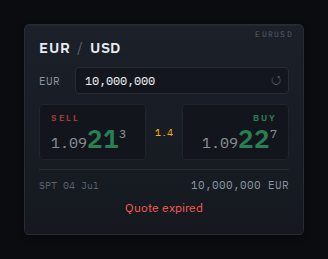 EURUSD
EUR / USD
EUR 10,000,000
SELL BUY
1.09213 1.4 1.09227
SPT 04 Jul 10,000,000 EUR
Quote expired